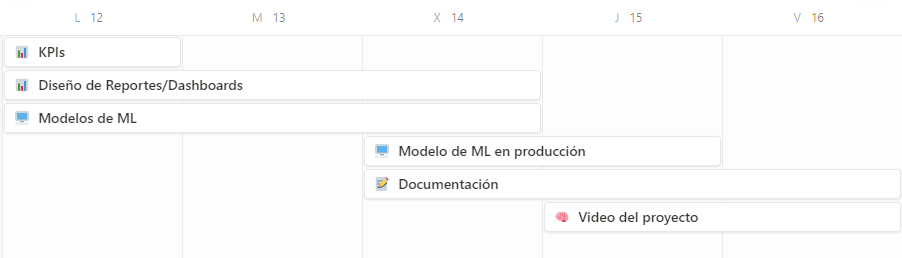 L 12 M 13 X 14 J 15 V 16
KPIs
Diseño de Reportes/Dashboards
Modelos de ML
Modelo de ML en producción
Documentación
Video del proyecto